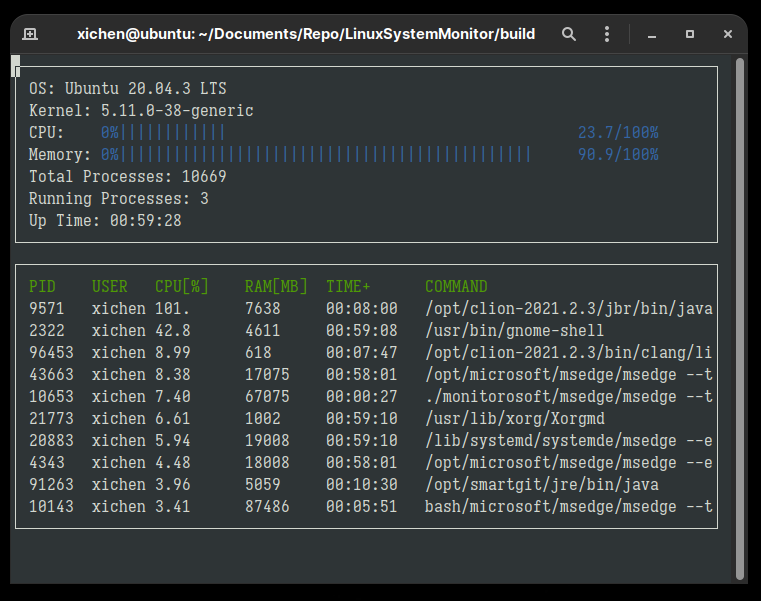 xichen@ubuntu: ~/Documents/Repo/LinuxSystemMonitor/build
OS: Ubuntu 20.04.3 LTS
Kernel: 5.11.0-38-generic
CPU: 0%|||||||||||| 23.7/100%
Memory: 0%|||||||||||||||||||||||||||||||||||||||||||||| 90.9/100%
Total Processes: 10669
Running Processes: 3
Up Time: 00:59:28
PID USER CPU[%] RAM[MB] TIME+ COMMAND
9571 xichen 101. 7638 00:08:00 /opt/clion-2021.2.3/jbr/bin/java
2322 xichen 42.8 4611 00:59:08 /usr/bin/gnome-shell
96453 xichen 8.99 618 00:07:47 /opt/clion-2021.2.3/bin/clang/li
43663 xichen 8.38 17075 00:58:01 /opt/microsoft/msedge/msedge --t
10653 xichen 7.40 67075 00:00:27 ./monitorosoft/msedge/msedge --t
21773 xichen 6.61 1002 00:59:10 /usr/lib/xorg/Xorgmd
20883 xichen 5.94 19008 00:59:10 /lib/systemd/systemde/msedge --e
4343 xichen 4.48 18008 00:58:01 /opt/microsoft/msedge/msedge --e
91263 xichen 3.96 5059 00:10:30 /opt/smartgit/jre/bin/java
10143 xichen 3.41 87486 00:05:51 bash/microsoft/msedge/msedge --t